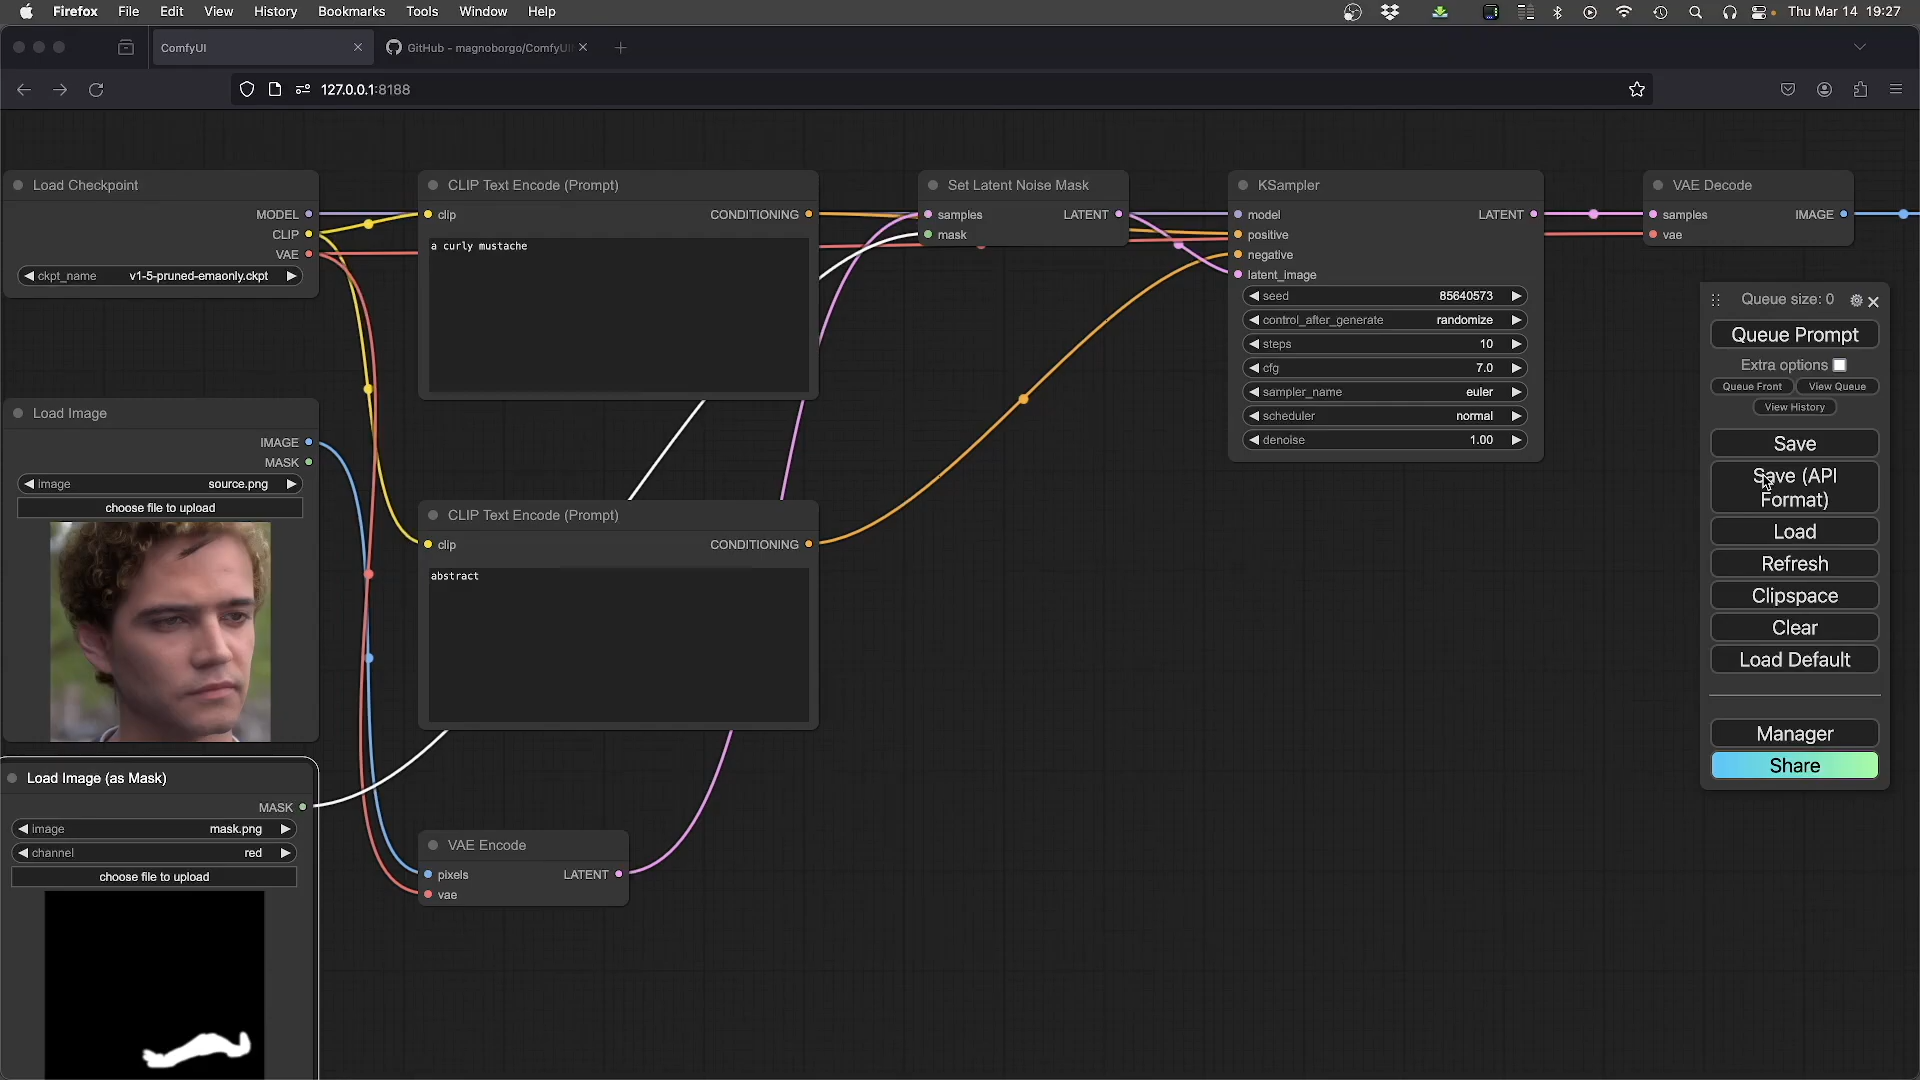 Firefox File Edit View History Bookmarks Tools Window Help Thu Mar 14 19:27
ComfyUI
GitHub - magnoborgo/ComfyUI
127.0.0.1:8188
Load Checkpoint
MODEL
CLIP
VAE
ckpt_name v1-5-pruned-emaonly.ckpt
CLIP Text Encode (Prompt)
clip CONDITIONING
a curly mustache
Set Latent Noise Mask
samples LATENT
mask
KSampler
model LATENT
positive
negative
latent_image
seed 85640573
control_after_generate randomize
steps 10
cfg 7.0
sampler_name euler
scheduler normal
denoise 1.00
VAE Decode
samples IMAGE
vae
Queue size: 0
Queue Prompt
Extra options
Queue Front View Queue
View History
Save
Save (API
Format)
Load
Refresh
Clipspace
Clear
Load Default
Manager
Share
Load Image
IMAGE
MASK
image source.png
choose file to upload
CLIP Text Encode (Prompt)
clip CONDITIONING
abstract
Load Image (as Mask)
MASK
image mask.png
channel red
choose file to upload
VAE Encode
pixels LATENT
vae